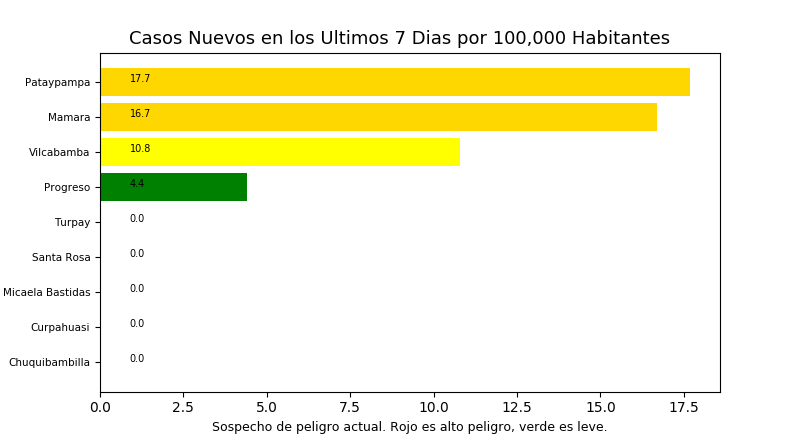 Casos Nuevos en los Ultimos 7 Dias por 100,000 Habitantes
Pataypampa 17.7
Mamara 16.7
Vilcabamba 10.8
Progreso 4.4
Turpay 0.0
Santa Rosa 0.0
Micaela Bastidas 0.0
Curpahuasi 0.0
Chuquibambilla 0.0
0.0 2.5 5.0 7.5 10.0 12.5 15.0 17.5
Sospecho de peligro actual. Rojo es alto peligro, verde es leve.